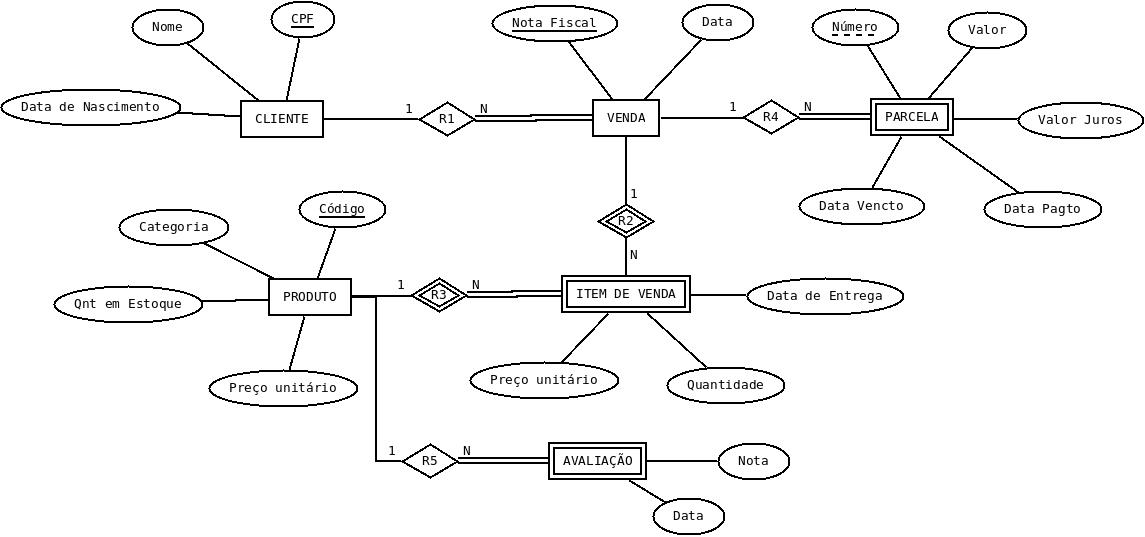 Nome
CPF
Nota Fiscal
Data
Número
Valor
Data de Nascimento
CLIENTE
1
R1
N
VENDA
1
R4
N
PARCELA
Valor Juros
Data Vencto
Data Pagto
1
R2
N
Categoria
Código
Qnt em Estoque
PRODUTO
1
R3
N
ITEM DE VENDA
Data de Entrega
Preço unitário
Preço unitário
Quantidade
1
R5
N
AVALIAÇÃO
Nota
Data